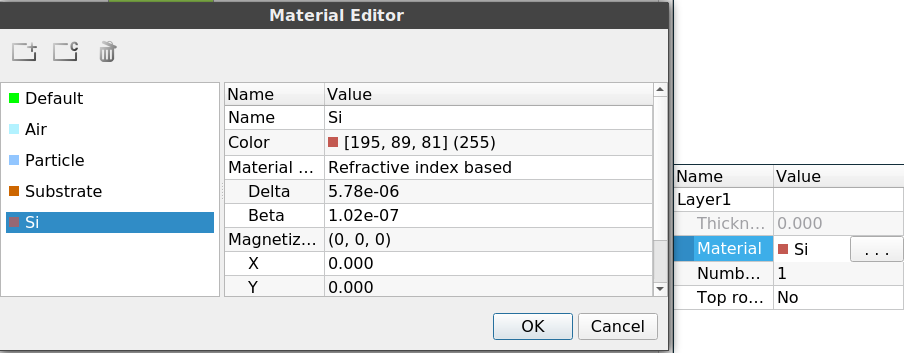 Material Editor
Default
Air
Particle
Substrate
Si
Name Value
Name Si
Color [195, 89, 81] (255)
Material ... Refractive index based
Delta 5.78e-06
Beta 1.02e-07
Magnetiz... (0, 0, 0)
X 0.000
Y 0.000
OK Cancel
Name Value
Layer1
Thickn... 0.000
Material Si ...
Numb... 1
Top ro... No